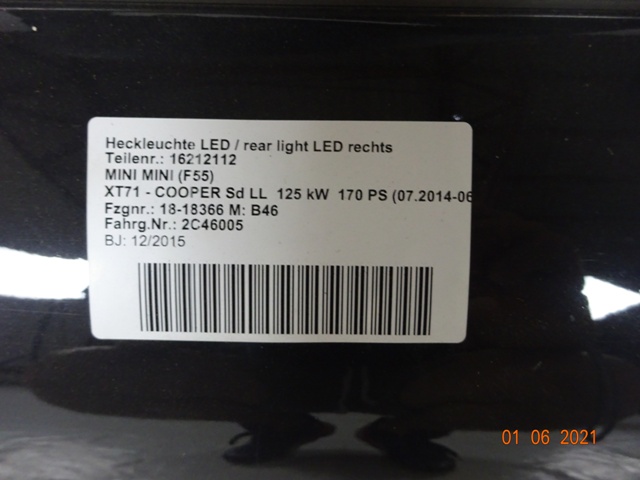 Heckleuchte LED / rear light LED rechts
Teilenr.: 16212112
MINI MINI (F55)
XT71 - COOPER Sd LL 125 kW 170 PS (07.2014-06
Fzgnr.: 18-18366 M: B46
Fahrg.Nr.: 2C46005
BJ: 12/2015
01 06 2021